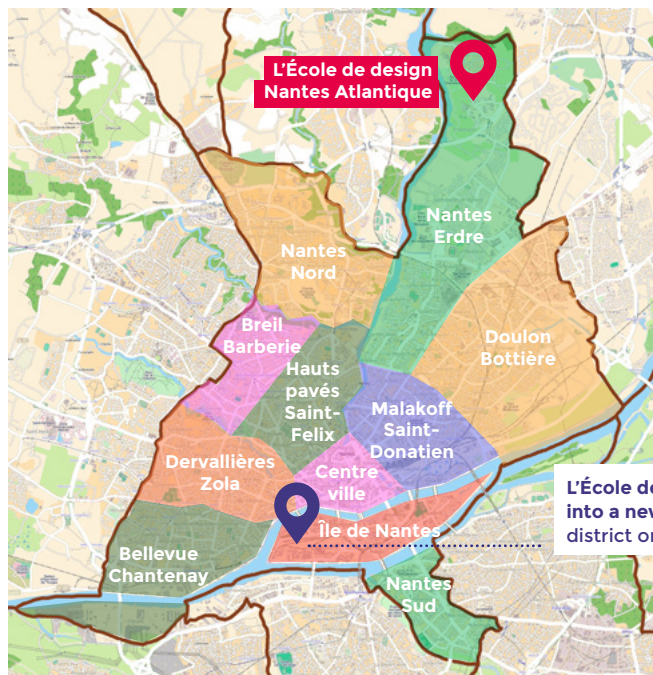 L'École de design
Nantes Atlantique
Nantes
Erdre
Nantes
Nord
Breil
Barberie
Doulon
Bottière
Hauts
pavés
Saint-
Felix
Malakoff
Saint-
Donatien
Dervallières
Zola
Centre
ville
L'École de
into a new
district on
Île de Nantes
Bellevue
Chantenay
Nantes
Sud